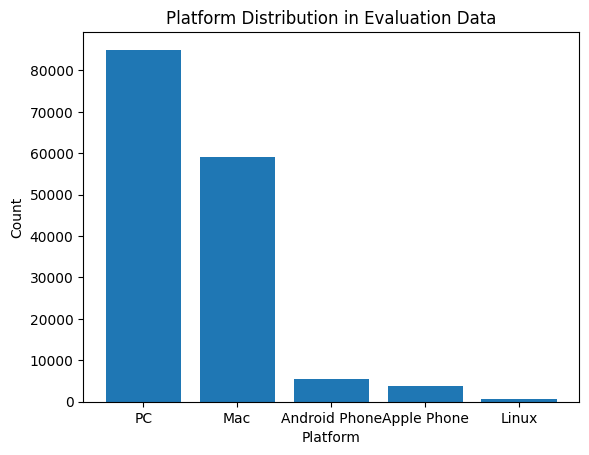 Platform Distribution in Evaluation Data
Count
80000
70000
60000
50000
40000
30000
20000
10000
0
PC Mac Android Phone Apple Phone Linux
Platform